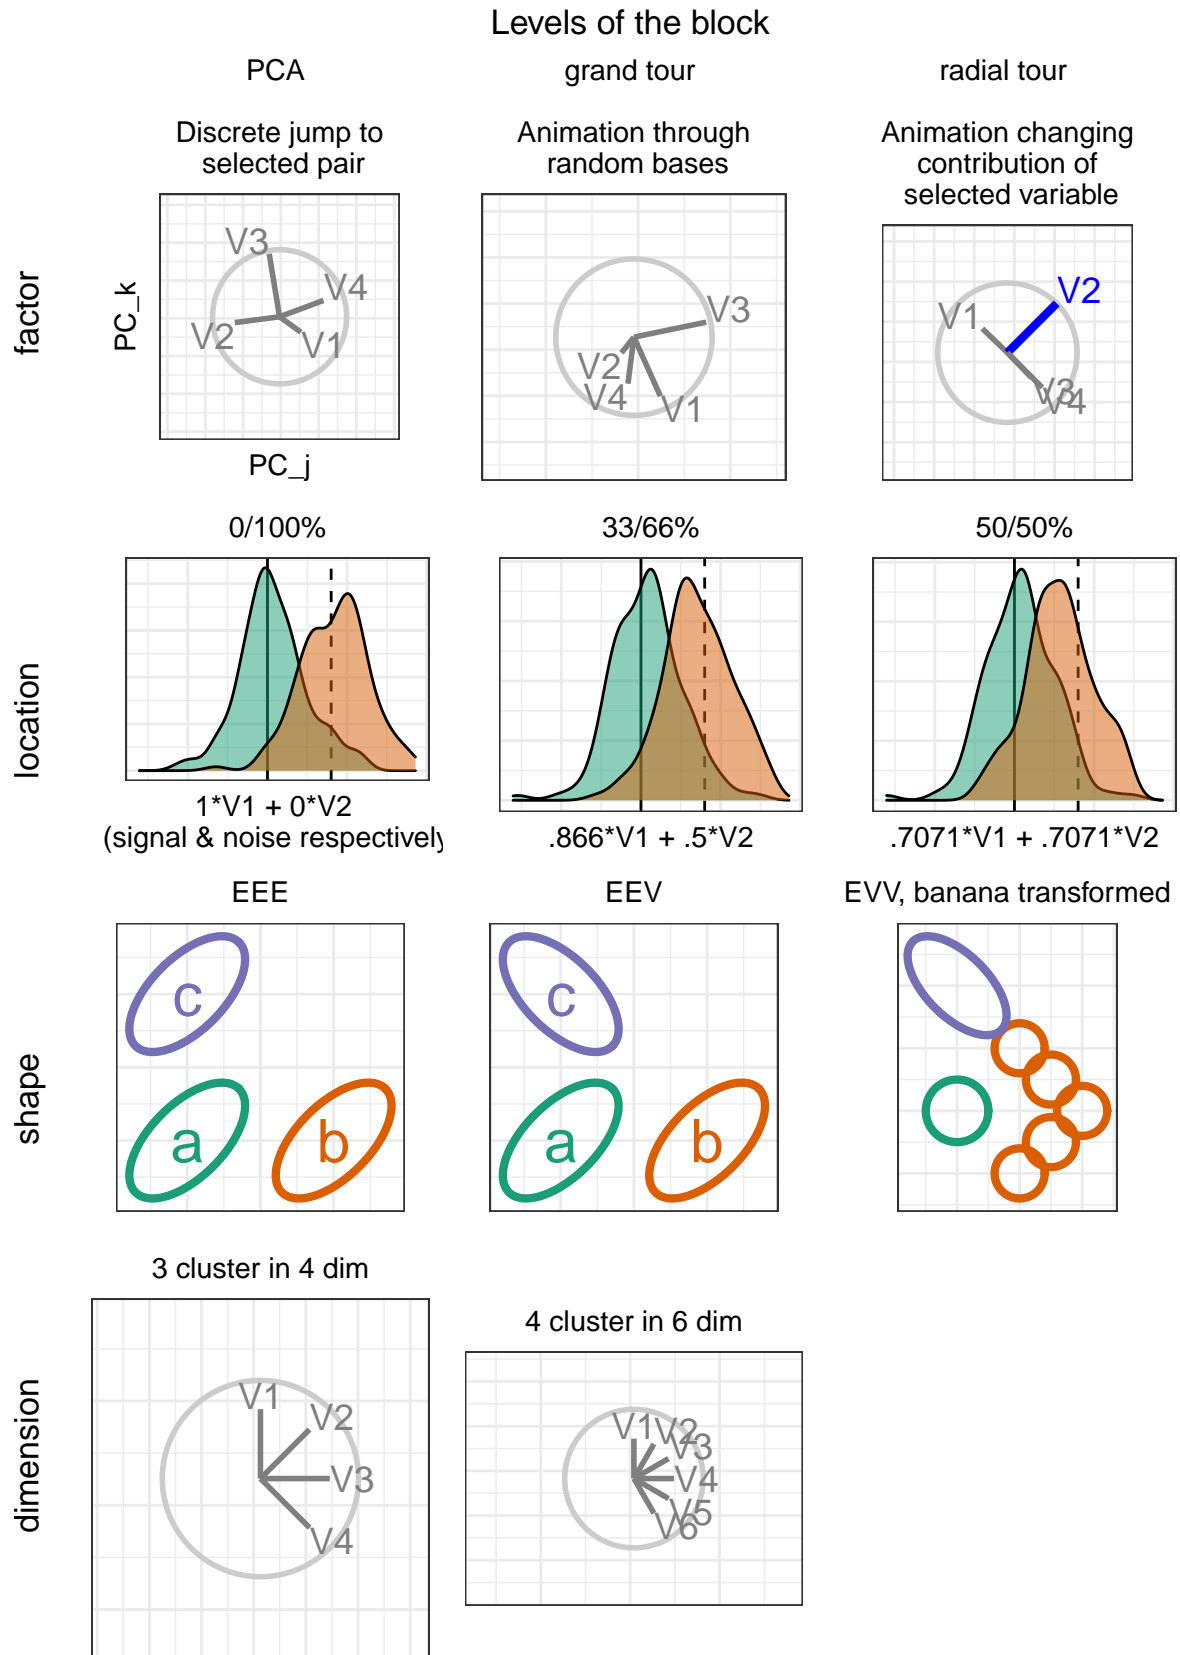 Levels of the block
PCA
grand tour
radial tour
factor
Discrete jump to
selected pair
Animation through
random bases
Animation changing
contribution of
selected variable
PC_k
V3
V4
V2
V1
PC_j
V3
V2
V4
V1
V2
V1
V3
V4
location
0/100%
33/66%
50/50%
1*V1 + 0*V2
(signal & noise respectively
.866*V1 + .5*V2
.7071*V1 + .7071*V2
shape
EEE
EEV
EVV, banana transformed
c
a
b
c
a
b
dimension
3 cluster in 4 dim
4 cluster in 6 dim
V1
V2
V3
V4
V1
V2
V3
V4
V5
V6